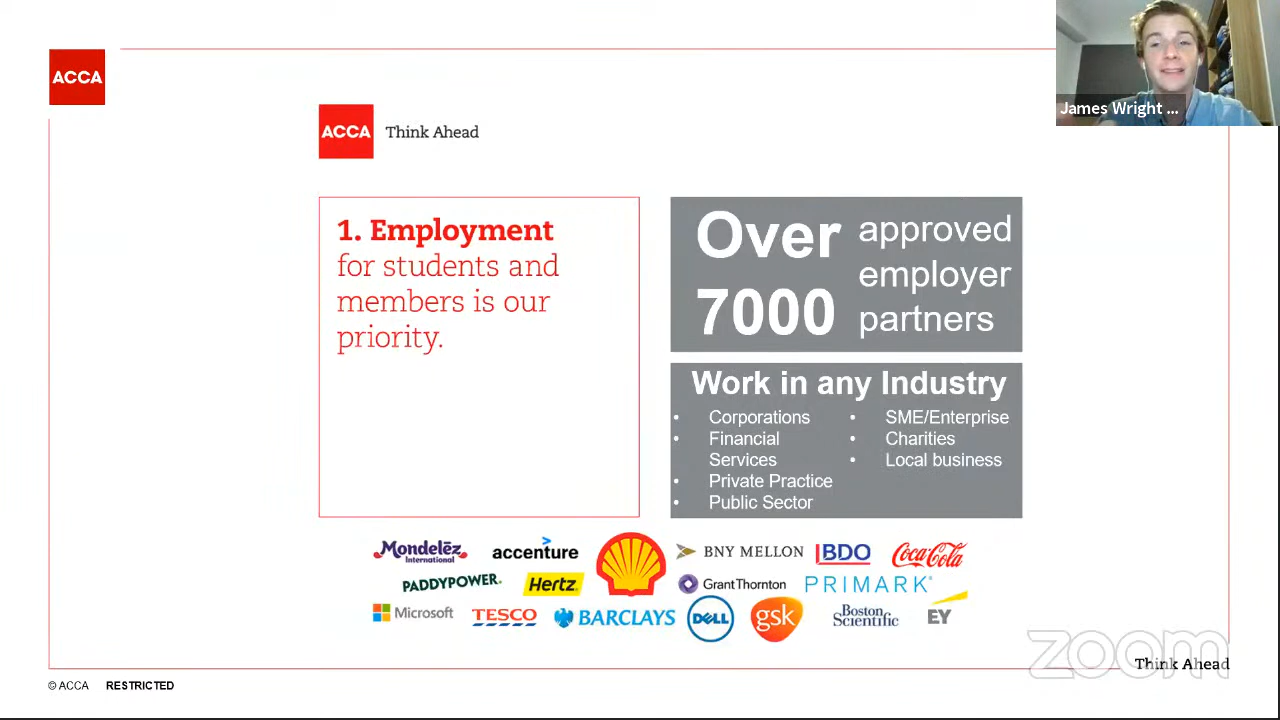 ACCA
James Wright ...
ACCA Think Ahead
1. Employment
for students and
members is our
priority.
Over
7000
approved
employer
partners
Work in any Industry
• Corporations
• Financial
Services
• Private Practice
• Public Sector
• SME/Enterprise
• Charities
• Local business
Mondelēz
International
accenture
BNY MELLON
BDO
Coca-Cola
PADDYPOWER.
Hertz
Grant Thornton
PRIMARK®
Microsoft
TESCO
BARCLAYS
DELL
gsk
Boston
Scientific
EY
zoom
Think Ahead
© ACCA RESTRICTED